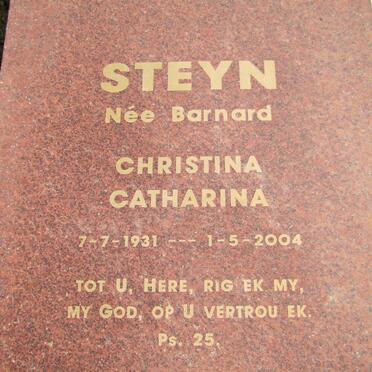 STEYN
Née Barnard
CHRISTINA
CATHARINA
7-7-1931 --- 1-5-2004
TOT U, HERE, RIG EK MY,
MY GOD, OP U VERTROU EK.
Ps. 25.